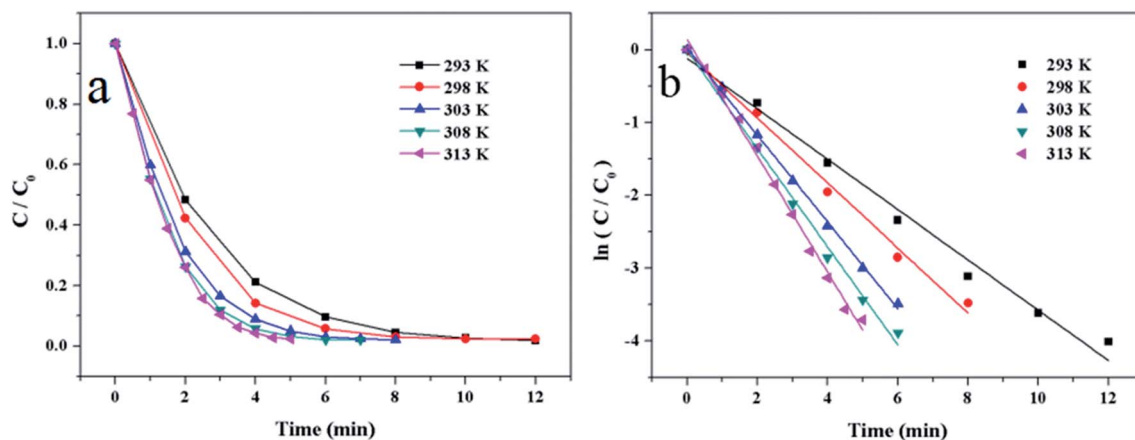 a
1.0
0.8
0.6
0.4
0.2
0.0
C / C0
0 2 4 6 8 10 12
Time (min)
293 K
298 K
303 K
308 K
313 K
b
0
-1
-2
-3
-4
ln ( C / C0 )
0 2 4 6 8 10 12
Time (min)
293 K
298 K
303 K
308 K
313 K